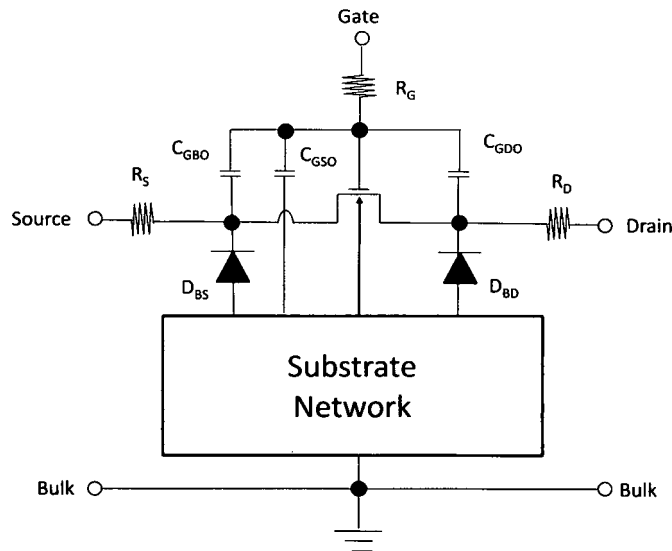 Gate
R_G
C_GBO
C_GSO
C_GDO
R_S
R_D
Source
Drain
D_BS
D_BD
Substrate
Network
Bulk
Bulk